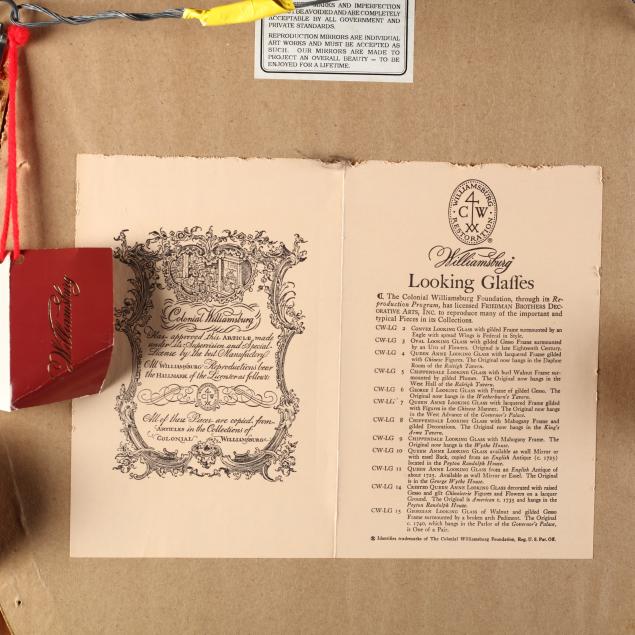 MARKS AND IMPERFECTION
BE AVOIDED AND ARE COMPLETELY
ACCEPTABLE BY ALL GOVERNMENT AND
PRIVATE STANDARDS.
REPRODUCTION MIRRORS ARE INDIVIDUAL
ART WORKS AND MUST BE ACCEPTED AS
SUCH. OUR MIRRORS ARE MADE TO
PROJECT AN OVERALL BEAUTY – TO BE
ENJOYED FOR A LIFETIME.
Williamsburg
Colonial Williamsburg
Has approved this ARTICLE, made
under its Supervision and Special
License by the best Manufactory
All WILLIAMSBURG Reproductions bear
the HALLMARK of the Licensor as follows:
All of these Pieces are copied from
ARTICLES in the Collections of
COLONIAL WILLIAMSBURG
WILLIAMSBURG
CW
RESTORATION
Williamsburg
Looking Glaſſes
¶ The Colonial Williamsburg Foundation, through its Re-
production Program, has licensed FRIEDMAN BROTHERS DEC-
ORATIVE ARTS, INC. to reproduce many of the important and
typical Pieces in its Collections.
CW-LG 2 CONVEX LOOKING GLASS with gilded Frame surmounted by an
Eagle with spread Wings is Federal in Style.
CW-LG 3 OVAL LOOKING GLASS with gilded Gesso Frame surmounted
by an Urn of Flowers. Original is late Eighteenth Century.
CW-LG 4 QUEEN ANNE LOOKING GLASS with lacquered Frame gilded
with Chinese Figures. The Original now hangs in the Daphne
Room of the Raleigh Tavern.
CW-LG 5 CHIPPENDALE LOOKING GLASS with burl Walnut Frame sur-
mounted by gilded Plumes. The Original now hangs in the
West Hall of the Raleigh Tavern.
CW-LG 6 GEORGE I LOOKING GLASS with Frame of gilded Gesso. The
Original now hangs in the Wetherburn's Tavern.
CW-LG 7 QUEEN ANNE LOOKING GLASS with lacquered Frame gilded
with Figures in the Chinese Manner. The Original now hangs
in the West Advance of the Governor's Palace.
CW-LG 8 CHIPPENDALE LOOKING GLASS with Mahogany Frame and
gilded Decorations. The Original now hangs in the King's
Arms Tavern.
CW-LG 9 CHIPPENDALE LOOKING GLASS with Mahogany Frame. The
Original now hangs in the Wythe House.
CW-LG 10 QUEEN ANNE LOOKING GLASS available as wall Mirror or
with easel Back, copied from an English Antique (c. 1725)
located in the Peyton Randolph House.
CW-LG 11 QUEEN ANNE LOOKING GLASS from an English Antique of
about 1725. Available as wall Mirror or Easel. The Original
is in the George Wythe House.
CW-LG 14 CRESTED QUEEN ANNE LOOKING GLASS decorated with raised
Gesso and gilt Chinoiserie Figures and Flowers on a lacquer
Ground. The Original is American c. 1735 and hangs in the
Peyton Randolph House.
CW-LG 15 GEORGIAN LOOKING GLASS of Walnut and gilded Gesso
Frame surmounted by a broken arch Pediment. The Original
c. 1740, which hangs in the Parlor of the Governor's Palace,
is One of a Pair.
® Identifies trademarks of The Colonial Williamsburg Foundation, Reg. U. S. Pat. Off.